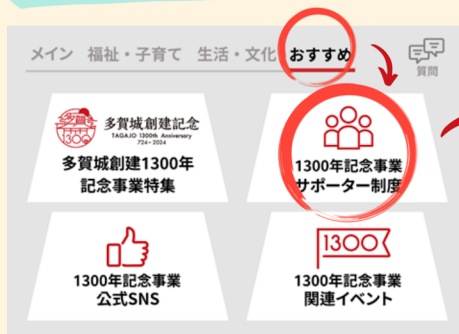 メイン 福祉・子育て 生活・文化 おすすめ
質問
多賀城創建記念
TAGAJO 1300th Anniversary
724-2024
1300
多賀城創建1300年
記念事業特集
1300年記念事業
サポーター制度
1300年記念事業
公式SNS
1300
1300年記念事業
関連イベント